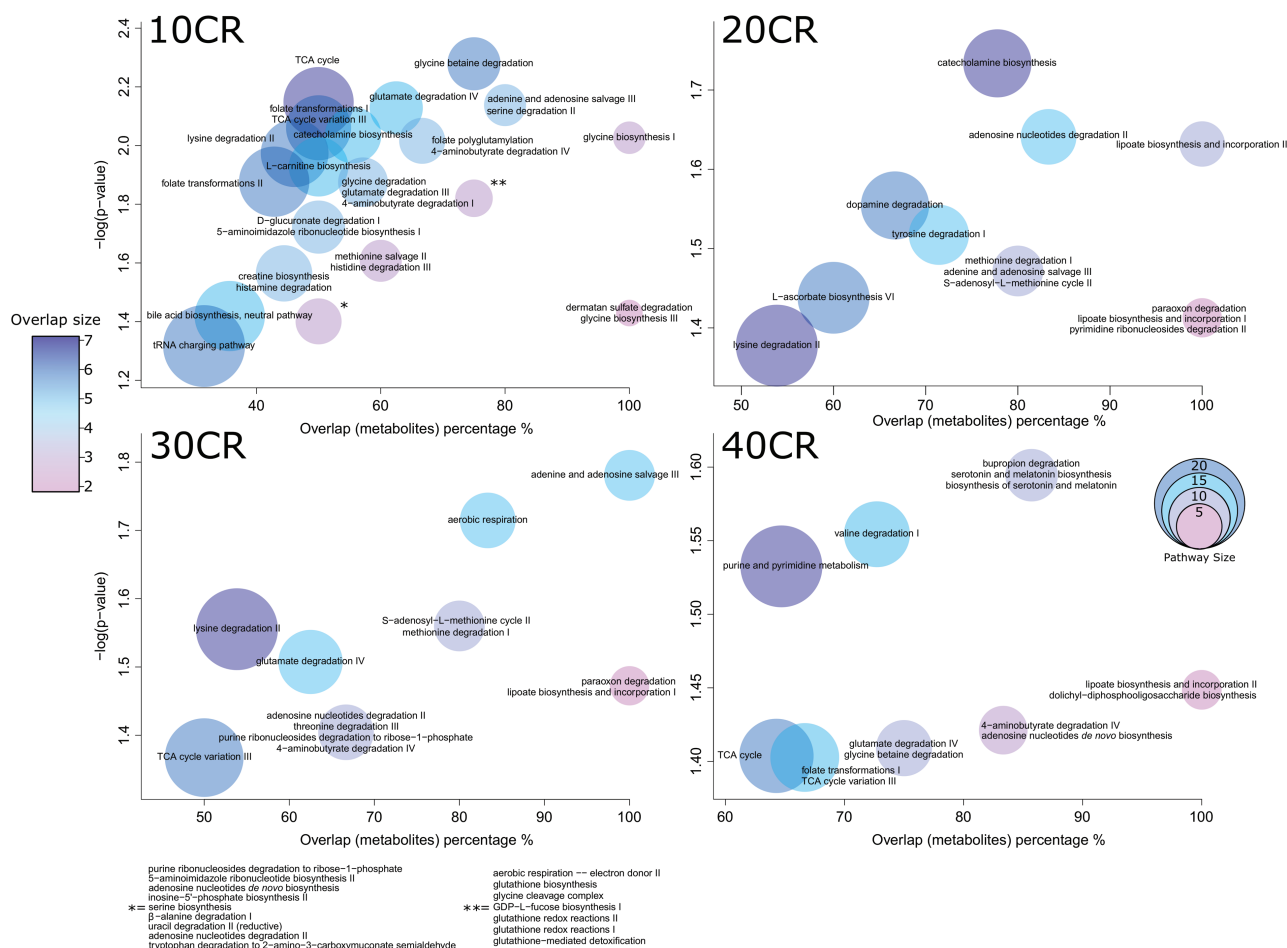 10CR
2.4
2.2
2.0
1.8
1.6
1.4
1.2
−log(p−value)
TCA cycle
glycine betaine degradation
folate transformations I
TCA cycle variation III
glutamate degradation IV
adenine and adenosine salvage III
serine degradation II
lysine degradation II
catecholamine biosynthesis
folate polyglutamylation
4−aminobutyrate degradation IV
glycine biosynthesis I
L−carnitine biosynthesis
folate transformations II
glycine degradation
glutamate degradation III
4−aminobutyrate degradation I
**
D−glucuronate degradation I
5−aminoimidazole ribonucleotide biosynthesis I
methionine salvage II
histidine degradation III
creatine biosynthesis
histamine degradation
*
bile acid biosynthesis, neutral pathway
dermatan sulfate degradation
glycine biosynthesis III
tRNA charging pathway
40 60 80 100
Overlap (metabolites) percentage %
Overlap size
7
6
5
4
3
2
20CR
1.7
1.6
1.5
1.4
catecholamine biosynthesis
adenosine nucleotides degradation II
lipoate biosynthesis and incorporation II
dopamine degradation
tyrosine degradation I
methionine degradation I
adenine and adenosine salvage III
S−adenosyl−L−methionine cycle II
L−ascorbate biosynthesis VI
paraoxon degradation
lipoate biosynthesis and incorporation I
pyrimidine ribonucleosides degradation II
lysine degradation II
50 60 70 80 90 100
Overlap (metabolites) percentage %
30CR
1.8
1.7
1.6
1.5
1.4
−log(p−value)
adenine and adenosine salvage III
aerobic respiration
lysine degradation II
S−adenosyl−L−methionine cycle II
methionine degradation I
glutamate degradation IV
paraoxon degradation
lipoate biosynthesis and incorporation I
adenosine nucleotides degradation II
threonine degradation III
purine ribonucleosides degradation to ribose−1−phosphate
4−aminobutyrate degradation IV
TCA cycle variation III
50 60 70 80 90 100
Overlap (metabolites) percentage %
40CR
1.60
1.55
1.50
1.45
1.40
bupropion degradation
serotonin and melatonin biosynthesis
biosynthesis of serotonin and melatonin
valine degradation I
purine and pyrimidine metabolism
lipoate biosynthesis and incorporation II
dolichyl−diphosphooligosaccharide biosynthesis
4−aminobutyrate degradation IV
adenosine nucleotides de novo biosynthesis
glutamate degradation IV
glycine betaine degradation
TCA cycle
folate transformations I
TCA cycle variation III
20
15
10
5
Pathway Size
60 70 80 90 100
Overlap (metabolites) percentage %
purine ribonucleosides degradation to ribose−1−phosphate
5−aminoimidazole ribonucleotide biosynthesis II
adenosine nucleotides de novo biosynthesis
inosine−5'−phosphate biosynthesis II
*= serine biosynthesis
β−alanine degradation I
uracil degradation II (reductive)
adenosine nucleotides degradation II
tryptophan degradation to 2−amino−3−carboxymuconate semialdehyde
aerobic respiration −− electron donor II
glutathione biosynthesis
glycine cleavage complex
**= GDP−L−fucose biosynthesis I
glutathione redox reactions II
glutathione redox reactions I
glutathione−mediated detoxification